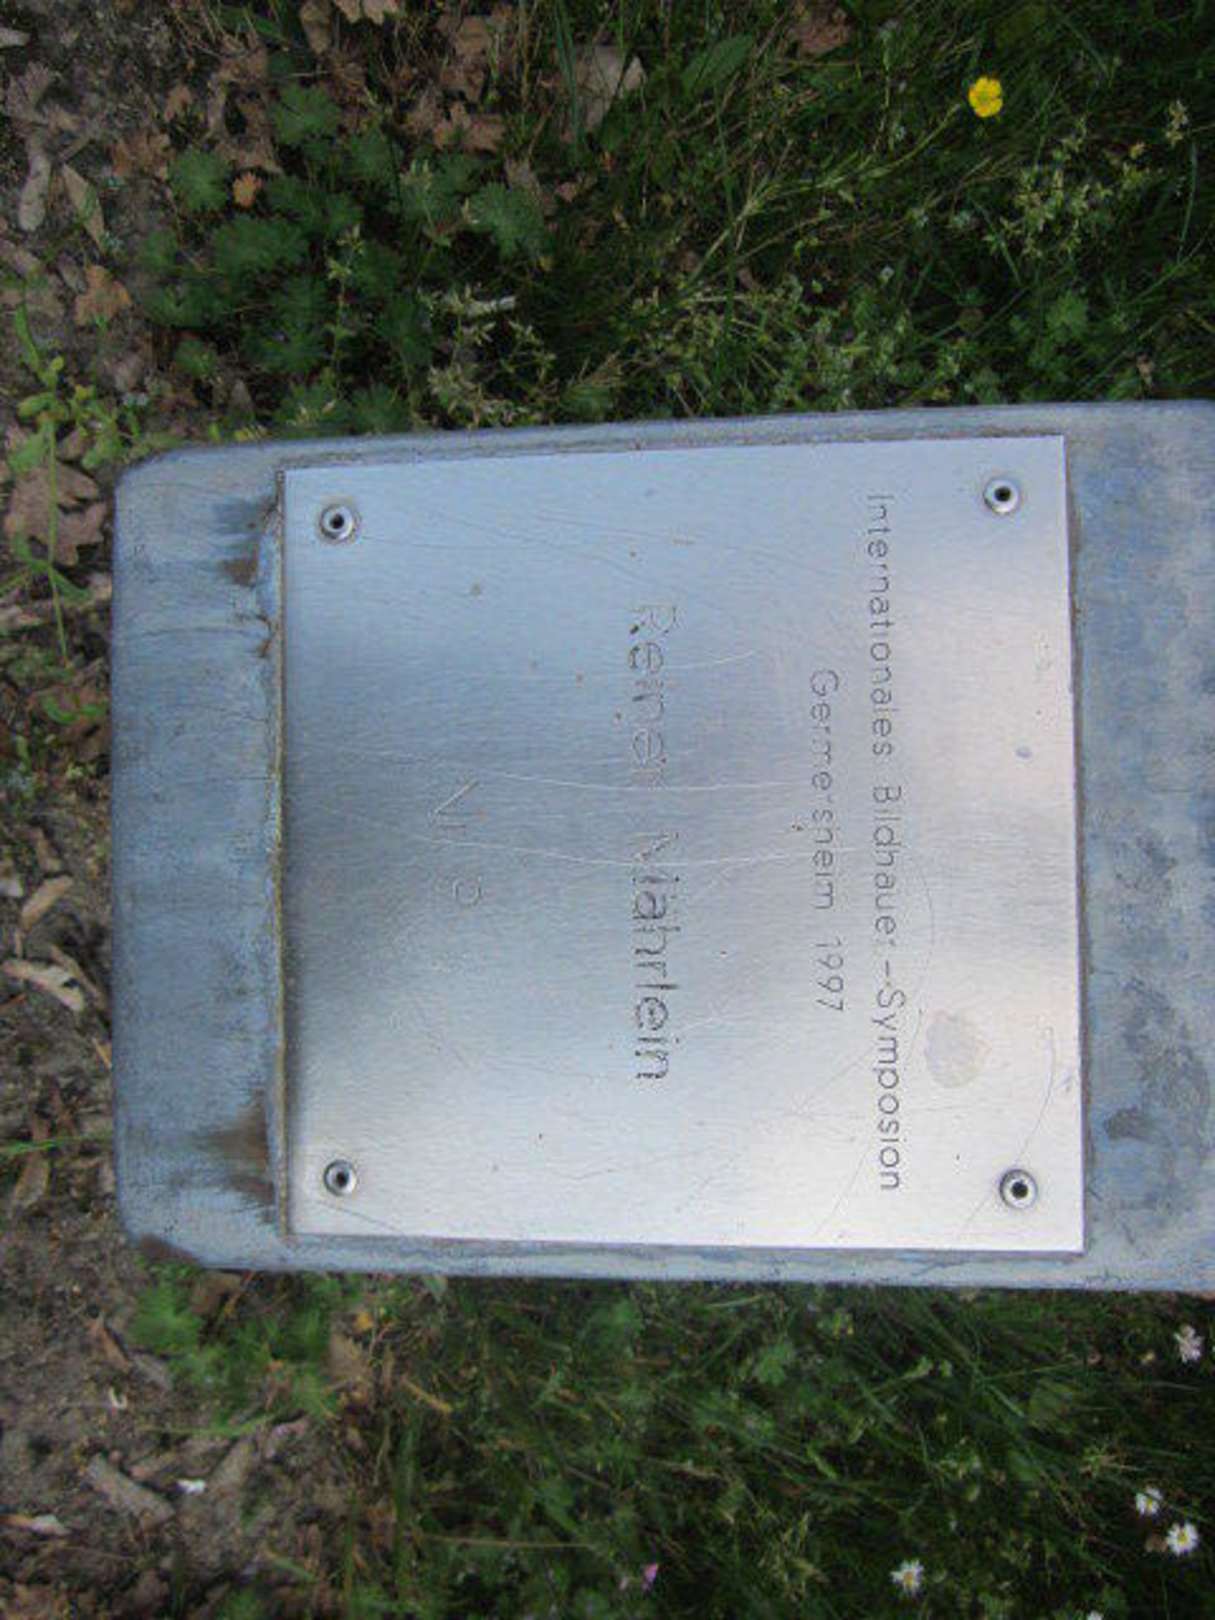 Internationales Bildhauer-Symposion
Germersheim 1997
Reiner Mährlein